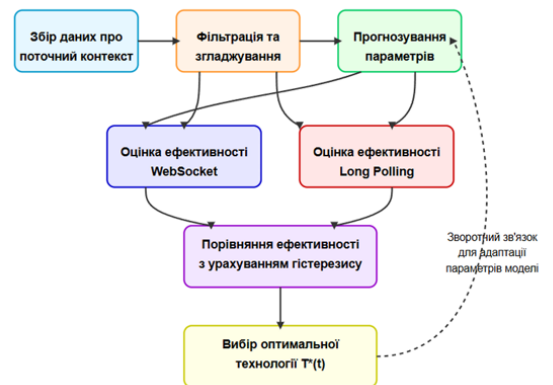 Збір даних про
поточний контекст
Фільтрація та
згладжування
Прогнозування
параметрів
Оцінка ефективності
WebSocket
Оцінка ефективності
Long Polling
Порівняння ефективності
з урахуванням гістерезису
Зворотний зв'язок
для адаптації
параметрів моделі
Вибір оптимальної
технології T*(t)